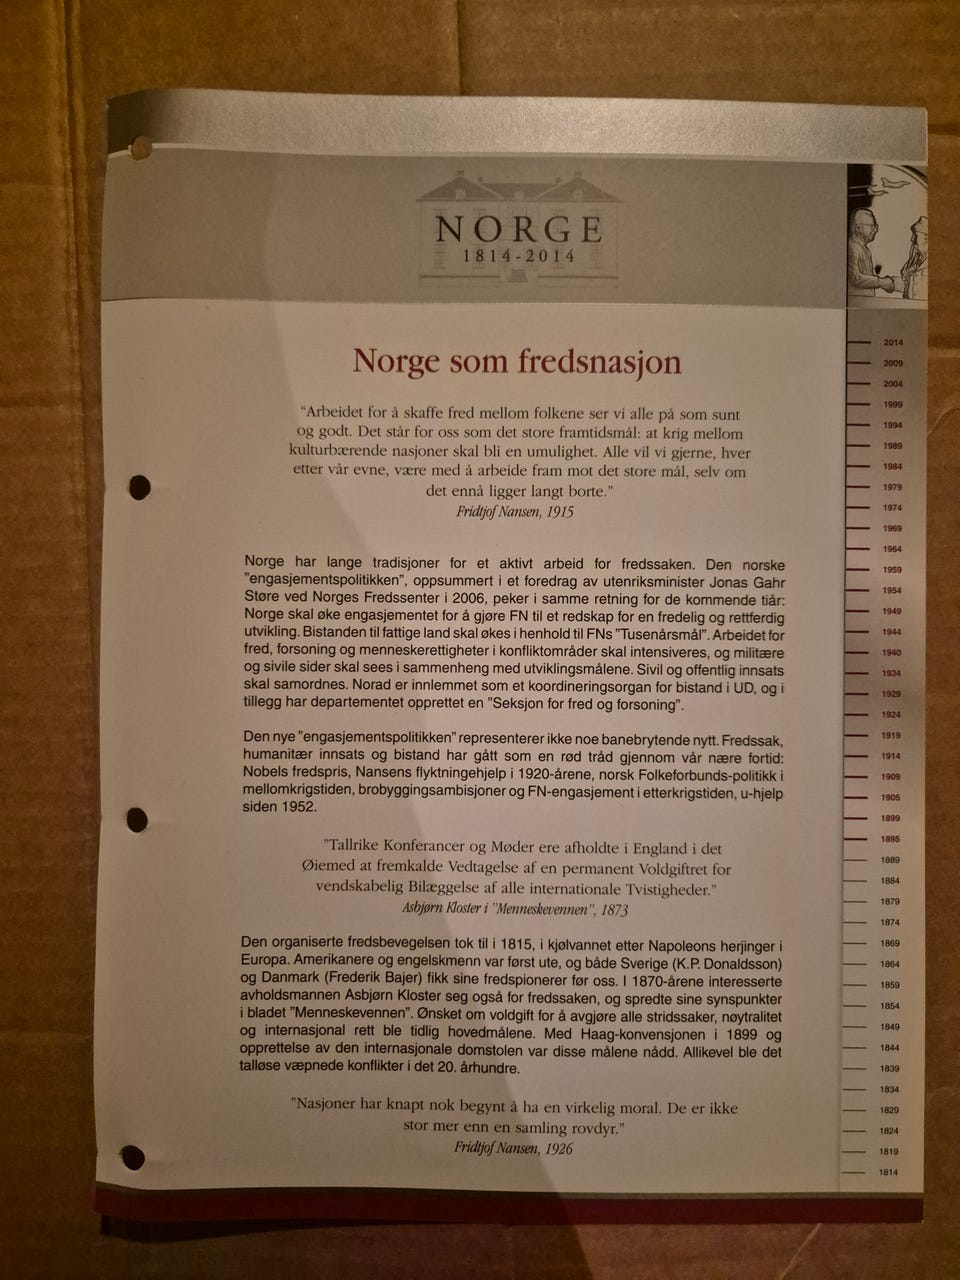 NORGE
1814-2014
Norge som fredsnasjon
“Arbeidet for å skaffe fred mellom folkene ser vi alle på som sunt
og godt. Det står for oss som det store framtidsmål: at krig mellom
kulturbærende nasjoner skal bli en umulighet. Alle vil vi gjerne, hver
etter vår evne, være med å arbeide fram mot det store mål, selv om
det ennå ligger langt borte.”
Fridtjof Nansen, 1915
Norge har lange tradisjoner for et aktivt arbeid for fredssaken. Den norske
”engasjementspolitikken”, oppsummert i et foredrag av utenriksminister Jonas Gahr
Støre ved Norges Fredssenter i 2006, peker i samme retning for de kommende tiår:
Norge skal øke engasjementet for å gjøre FN til et redskap for en fredelig og rettferdig
utvikling. Bistanden til fattige land skal økes i henhold til FNs ”Tusenårsmål”. Arbeidet for
fred, forsoning og menneskerettigheter i konfliktområder skal intensiveres, og militære
og sivile sider skal sees i sammenheng med utviklingsmålene. Sivil og offentlig innsats
skal samordnes. Norad er innlemmet som et koordineringsorgan for bistand i UD, og i
tillegg har departementet opprettet en ”Seksjon for fred og forsoning”.
Den nye ”engasjementspolitikken” representerer ikke noe banebrytende nytt. Fredssak,
humanitær innsats og bistand har gått som en rød tråd gjennom vår nære fortid:
Nobels fredspris, Nansens flyktningehjelp i 1920-årene, norsk Folkeforbunds-politikk i
mellomkrigstiden, brobyggingsambisjoner og FN-engasjement i etterkrigstiden, u-hjelp
siden 1952.
”Tallrike Konferancer og Møder ere afholdte i England i det
Øiemed at fremkalde Vedtagelse af en permanent Voldgiftret for
vendskabelig Bilæggelse af alle internationale Tvistigheder.”
Asbjørn Kloster i ”Menneskevennen”, 1873
Den organiserte fredsbevegelsen tok til i 1815, i kjølvannet etter Napoleons herjinger i
Europa. Amerikanere og engelskmenn var først ute, og både Sverige (K.P. Donaldsson)
og Danmark (Frederik Bajer) fikk sine fredspionerer før oss. I 1870-årene interesserte
avholdsmannen Asbjørn Kloster seg også for fredssaken, og spredte sine synspunkter
i bladet ”Menneskevennen”. Ønsket om voldgift for å avgjøre alle stridssaker, nøytralitet
og internasjonal rett ble tidlig hovedmålene. Med Haag-konvensjonen i 1899 og
opprettelse av den internasjonale domstolen var disse målene nådd. Allikevel ble det
talløse væpnede konflikter i det 20. århundre.
”Nasjoner har knapt nok begynt å ha en virkelig moral. De er ikke
stor mer enn en samling rovdyr.”
Fridtjof Nansen, 1926
2014
2009
2004
1999
1994
1989
1984
1979
1974
1969
1964
1959
1954
1949
1944
1940
1934
1929
1924
1919
1914
1909
1905
1899
1895
1889
1884
1879
1874
1869
1864
1859
1854
1849
1844
1839
1834
1829
1824
1819
1814